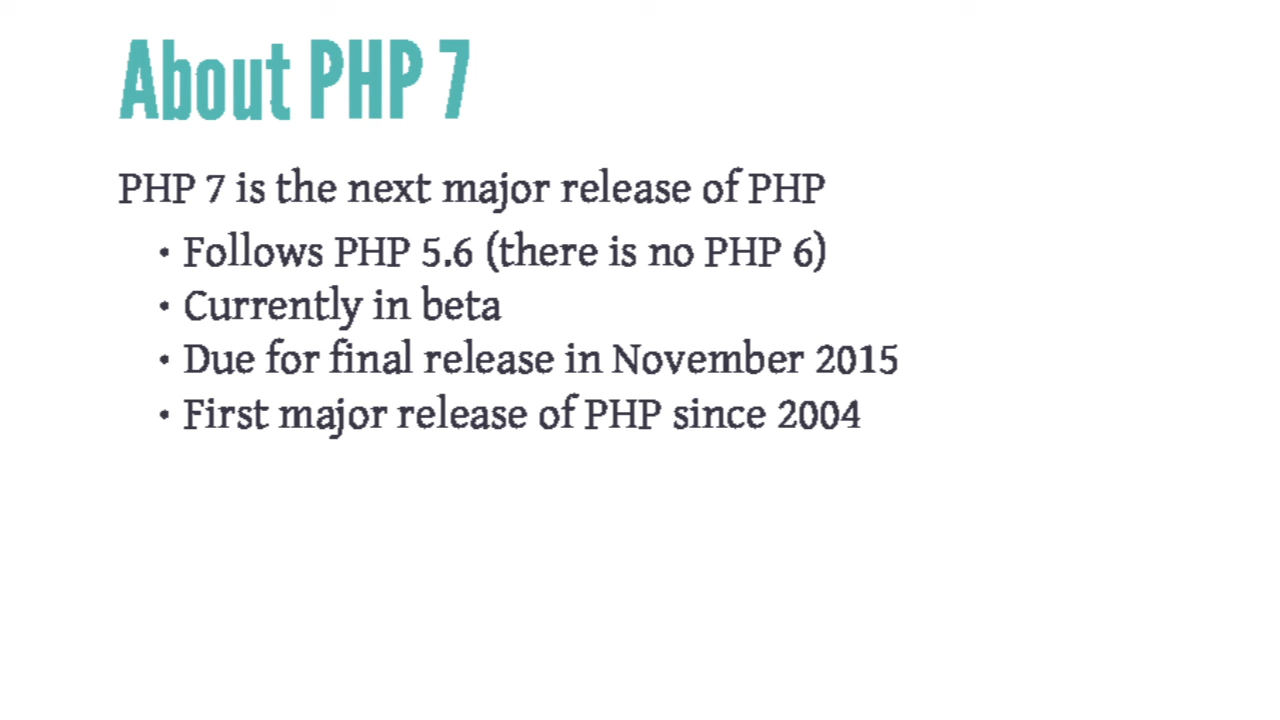 About PHP 7
PHP 7 is the next major release of PHP
• Follows PHP 5.6 (there is no PHP 6)
• Currently in beta
• Due for final release in November 2015
• First major release of PHP since 2004